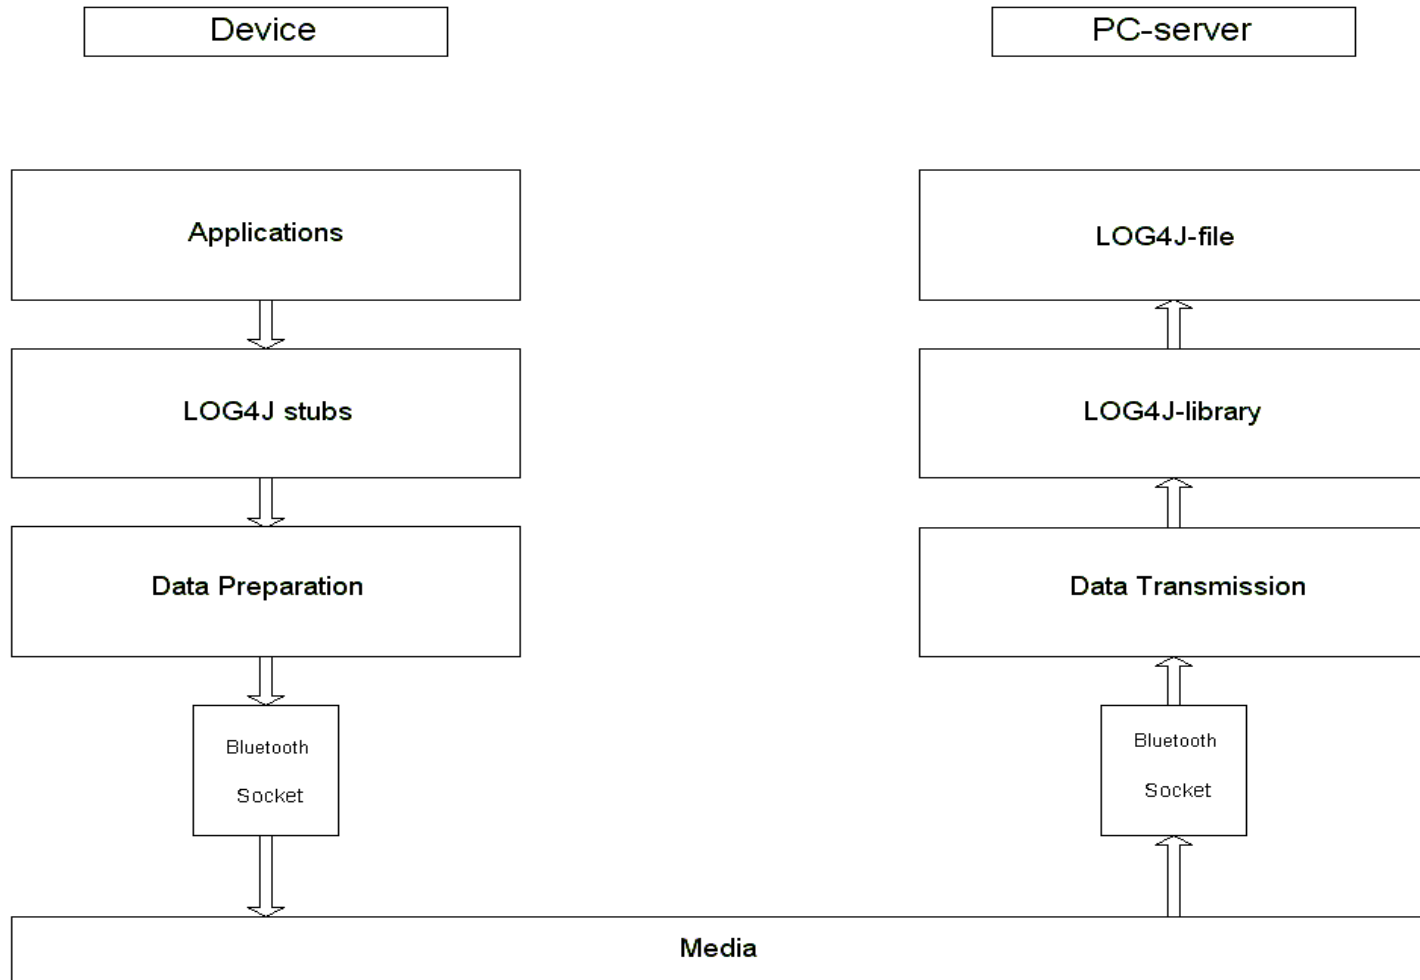 Device
PC-server
Applications
LOG4J-file
LOG4J stubs
LOG4J-library
Data Preparation
Data Transmission
Bluetooth
Socket
Bluetooth
Socket
Media